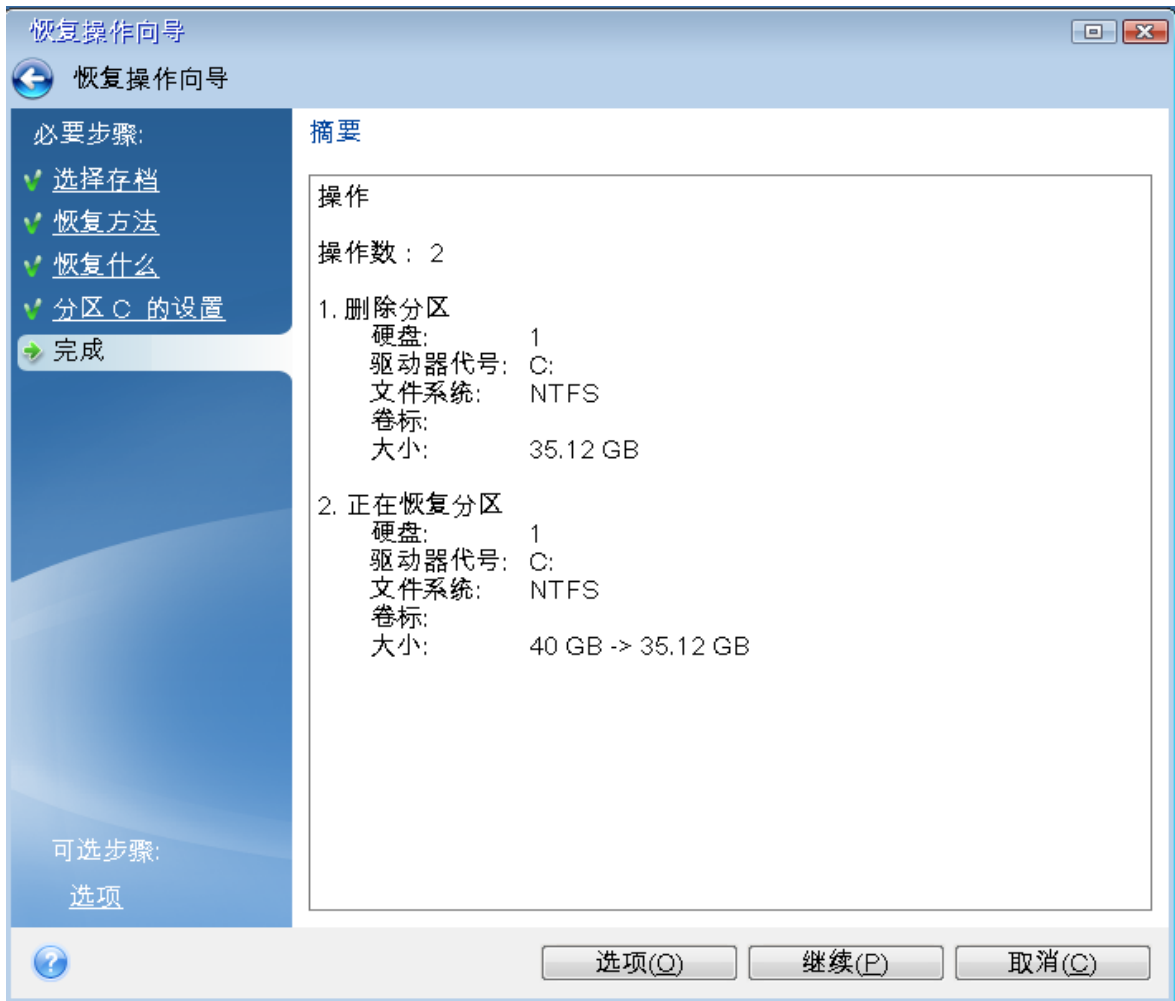 恢复操作向导
恢复操作向导
必要步骤:
选择存档
恢复方法
恢复什么
分区 C 的设置
完成
可选步骤:
选项
摘要
操作
操作数: 2
1. 删除分区
硬盘: 1
驱动器代号: C:
文件系统: NTFS
卷标:
大小: 35.12 GB
2. 正在恢复分区
硬盘: 1
驱动器代号: C:
文件系统: NTFS
卷标:
大小: 40 GB -> 35.12 GB
选项(O) 继续(P) 取消(C)